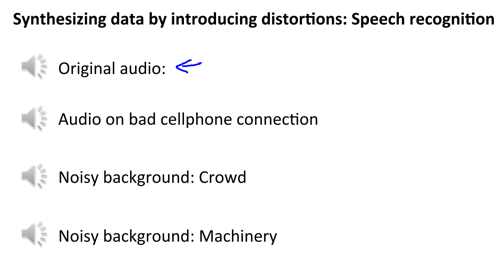 Synthesizing data by introducing distortions: Speech recognition
Original audio:
Audio on bad cellphone connection
Noisy background: Crowd
Noisy background: Machinery